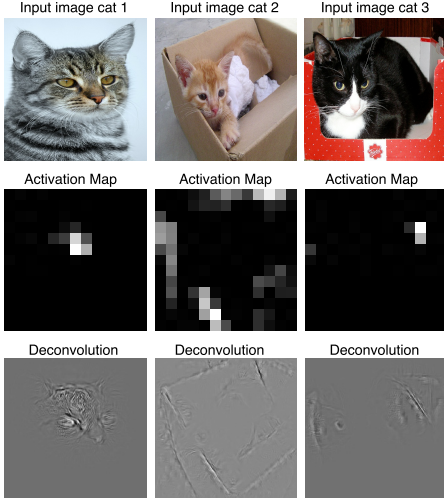 Input image cat 1
Input image cat 2
Input image cat 3
Activation Map
Activation Map
Activation Map
Deconvolution
Deconvolution
Deconvolution